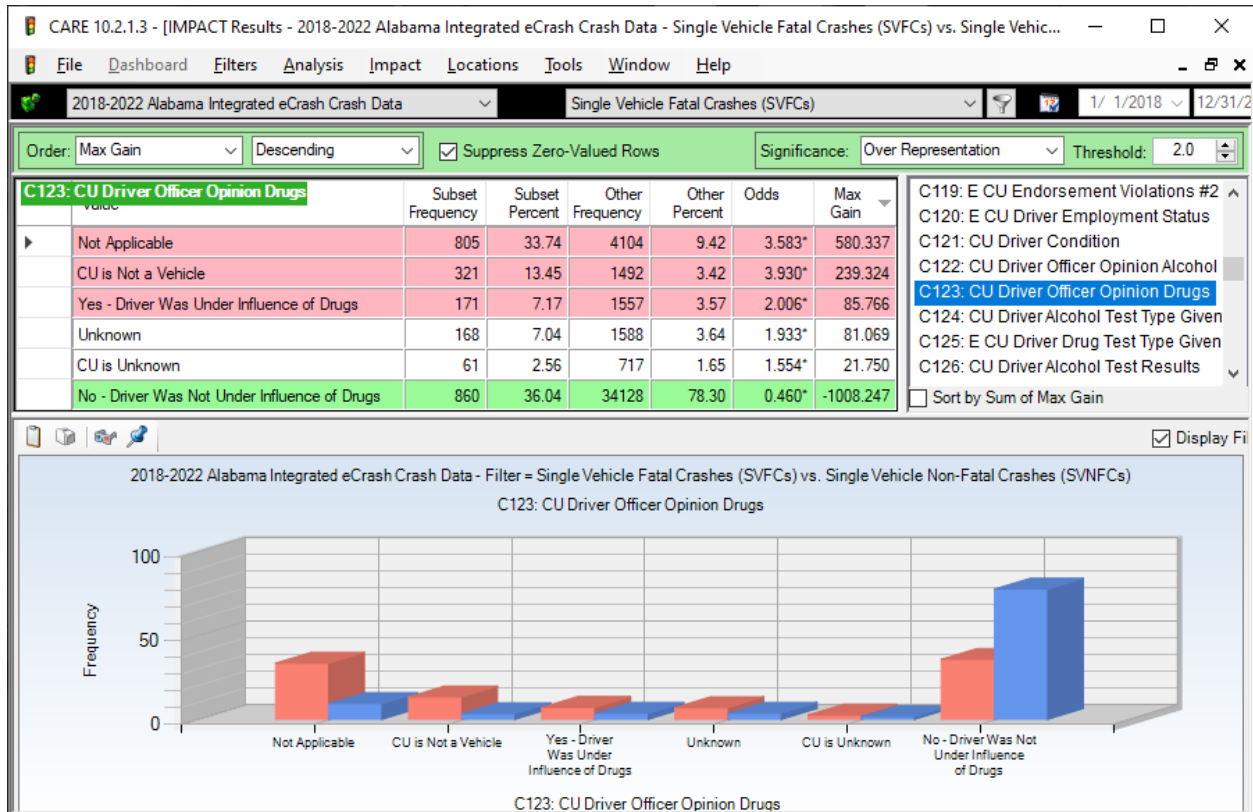 CARE 10.2.1.3 - [IMPACT Results - 2018-2022 Alabama Integrated eCrash Crash Data - Single Vehicle Fatal Crashes (SVFCs) vs. Single Vehic...
File Dashboard Filters Analysis Impact Locations Tools Window Help
2018-2022 Alabama Integrated eCrash Crash Data Single Vehicle Fatal Crashes (SVFCs) 1/ 1/2018 12/31/2
Order: Max Gain Descending Suppress Zero-Valued Rows Significance: Over Representation Threshold: 2.0
C123: CU Driver Officer Opinion Drugs Subset Frequency Subset Percent Other Frequency Other Percent Odds Max Gain
Not Applicable 805 33.74 4104 9.42 3.583* 580.337
CU is Not a Vehicle 321 13.45 1492 3.42 3.930* 239.324
Yes - Driver Was Under Influence of Drugs 171 7.17 1557 3.57 2.006* 85.766
Unknown 168 7.04 1588 3.64 1.933* 81.069
CU is Unknown 61 2.56 717 1.65 1.554* 21.750
No - Driver Was Not Under Influence of Drugs 860 36.04 34128 78.30 0.460* -1008.247
C119: E CU Endorsement Violations #2
C120: E CU Driver Employment Status
C121: CU Driver Condition
C122: CU Driver Officer Opinion Alcohol
C123: CU Driver Officer Opinion Drugs
C124: CU Driver Alcohol Test Type Given
C125: E CU Driver Drug Test Type Given
C126: CU Driver Alcohol Test Results
Sort by Sum of Max Gain
Display Fi
2018-2022 Alabama Integrated eCrash Crash Data - Filter = Single Vehicle Fatal Crashes (SVFCs) vs. Single Vehicle Non-Fatal Crashes (SVNFCs)
C123: CU Driver Officer Opinion Drugs
100
50
0
Frequency
Not Applicable
CU is Not a Vehicle
Yes - Driver
Was Under
Influence of Drugs
Unknown
CU is Unknown
No - Driver Was Not
Under Influence
of Drugs
C123: CU Driver Officer Opinion Drugs